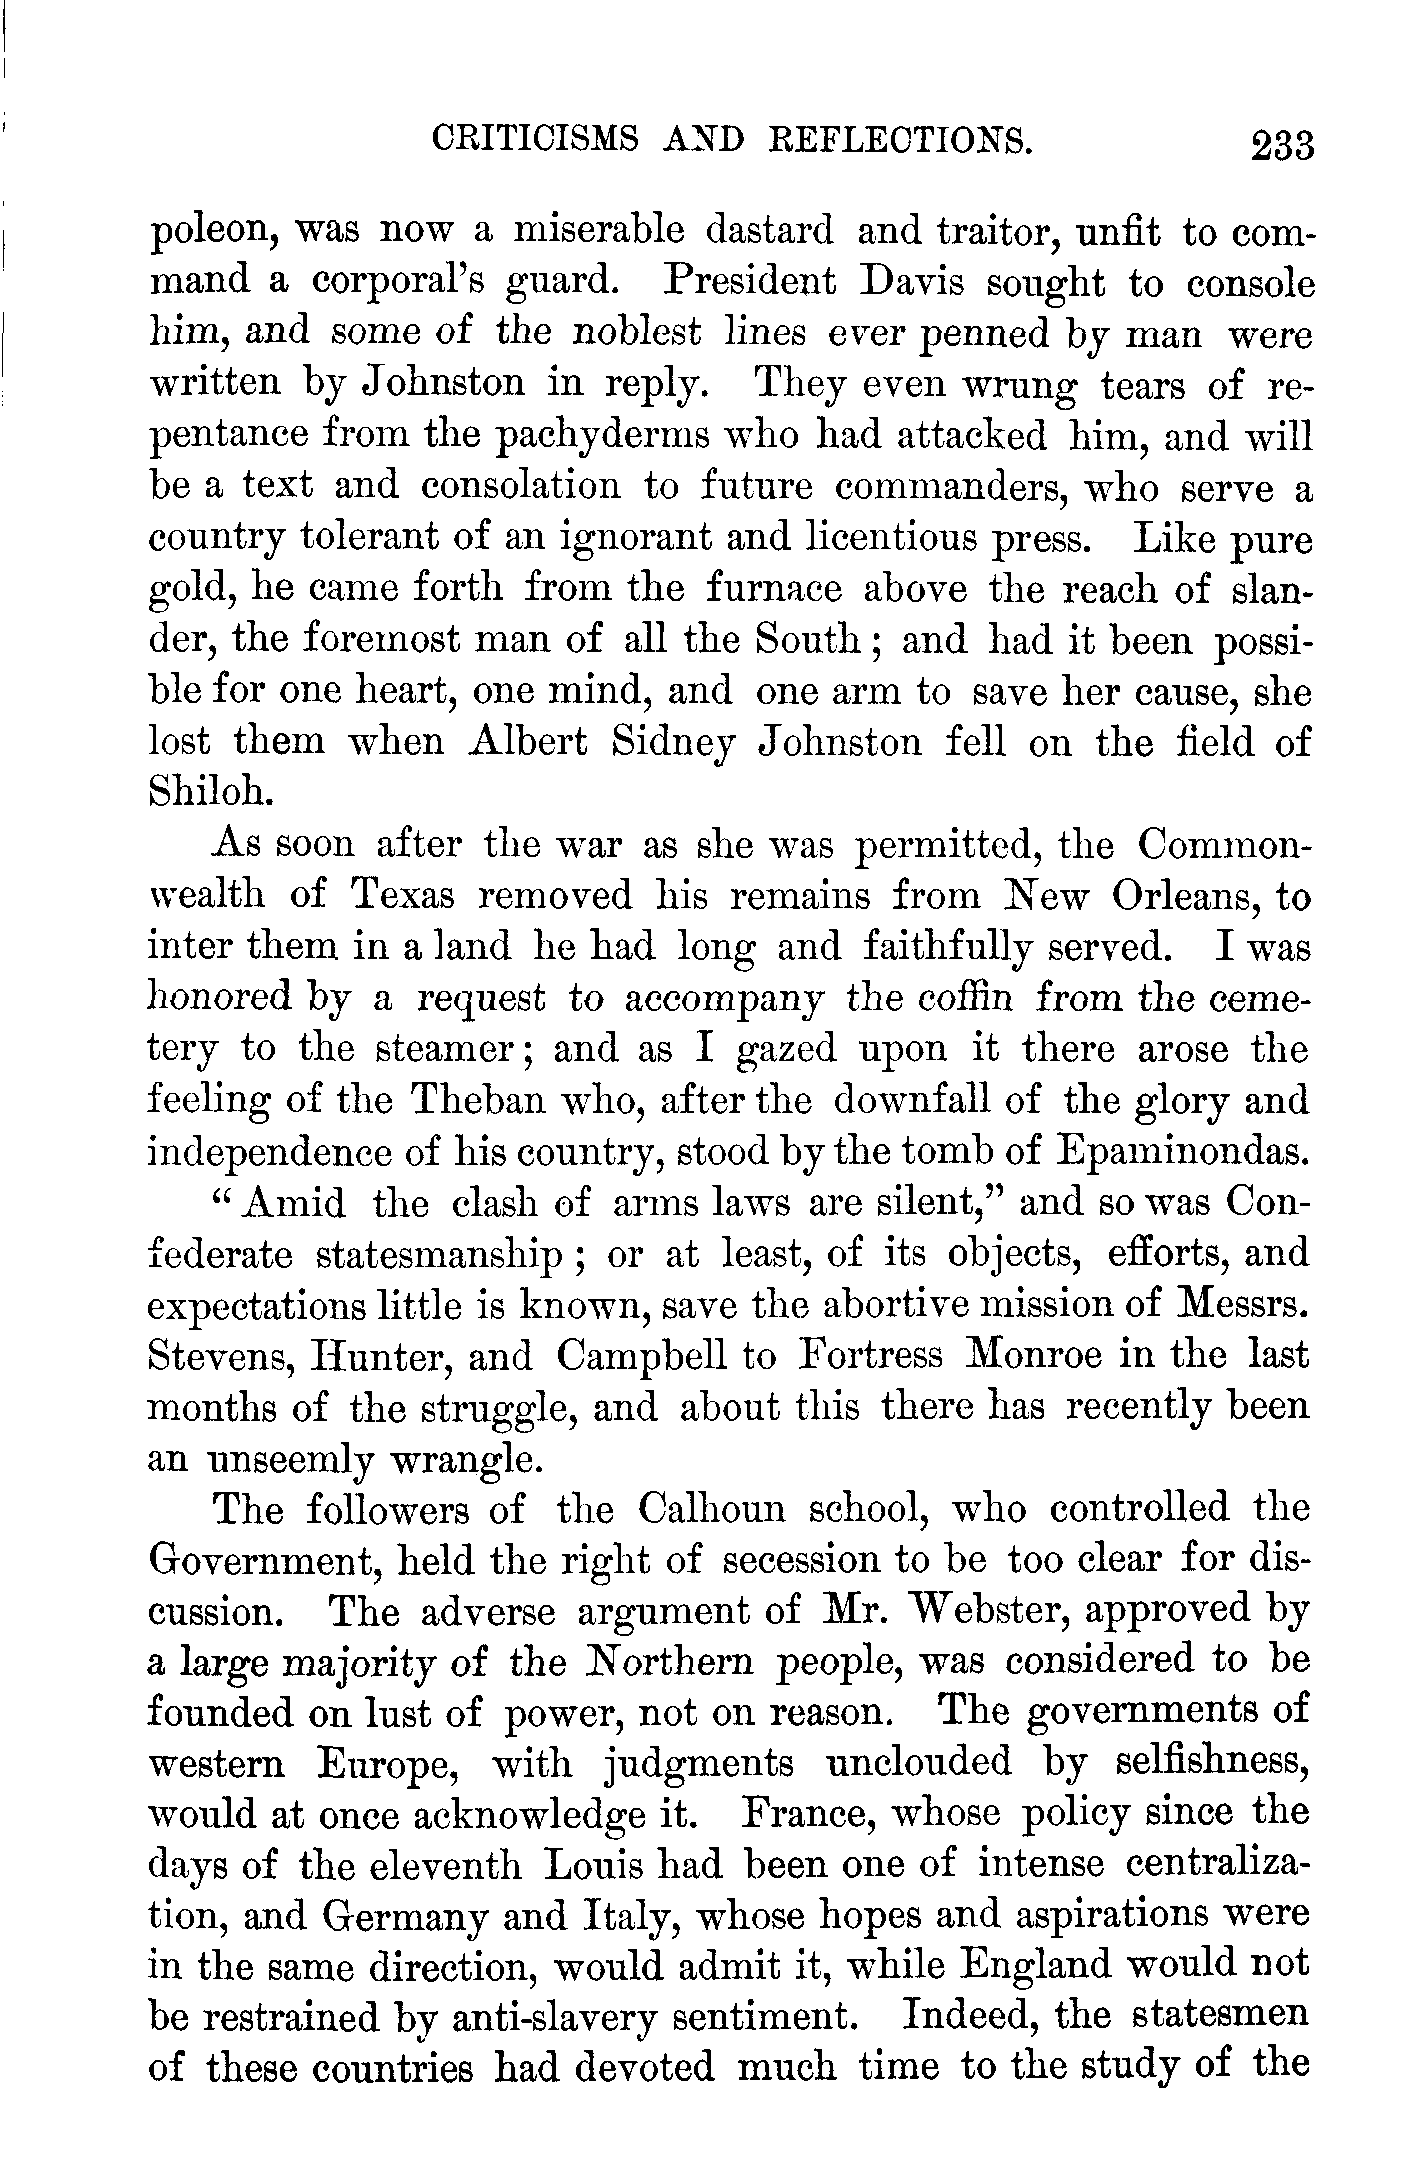 CRITICISMS AND REFLECTIONS. 233
poleon, was now a miserable dastard and traitor, unfit to com-
mand a corporal's guard. President Davis sought to console
him, and some of the noblest lines ever penned by man were
written by Johnston in reply. They even wrung tears of re-
pentance from the pachyderms who had attacked him, and will
be a text and consolation to future commanders, who serve a
country tolerant of an ignorant and licentious press. Like pure
gold, he came forth from the furnace above the reach of slan-
der, the foremost man of all the South; and had it been possi-
ble for one heart, one mind, and one arm to save her cause, she
lost them when Albert Sidney Johnston fell on the field of
Shiloh.
As soon after the war as she was permitted, the Common-
wealth of Texas removed his remains from New Orleans, to
inter them in a land he had long and faithfully served. I was
honored by a request to accompany the coffin from the ceme-
tery to the steamer; and as I gazed upon it there arose the
feeling of the Theban who, after the downfall of the glory and
independence of his country, stood by the tomb of Epaminondas.
"Amid the clash of arms laws are silent," and so was Con-
federate statesmanship; or at least, of its objects, efforts, and
expectations little is known, save the abortive mission of Messrs.
Stevens, Hunter, and Campbell to Fortress Monroe in the last
months of the struggle, and about this there has recently been
an unseemly wrangle.
The followers of the Calhoun school, who controlled the
Government, held the right of secession to be too clear for dis-
cussion. The adverse argument of Mr. Webster, approved by
a large majority of the Northern people, was considered to be
founded on lust of power, not on reason. The governments of
western Europe, with judgments unclouded by selfishness,
would at once acknowledge it. France, whose policy since the
days of the eleventh Louis had been one of intense centraliza-
tion, and Germany and Italy, whose hopes and aspirations were
in the same direction, would admit it, while England would not
be restrained by anti-slavery sentiment. Indeed, the statesmen
of these countries had devoted much time to the study of the